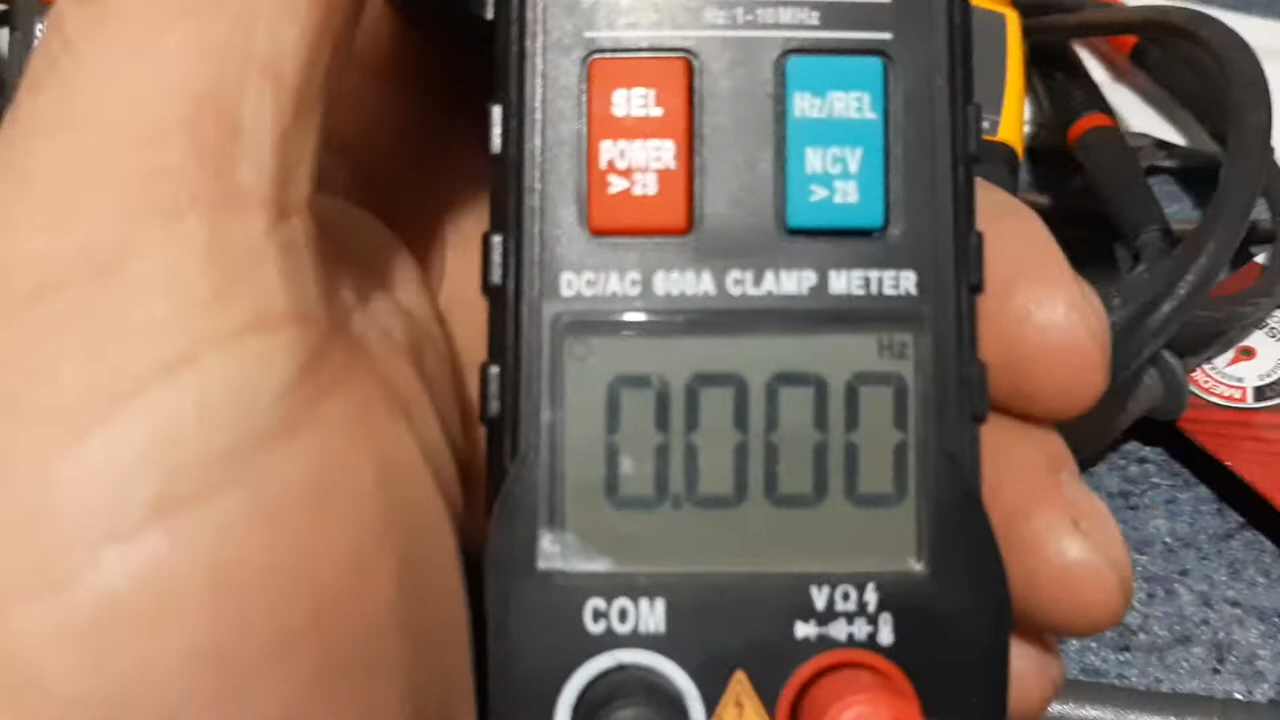 Hz:1-10MHz
SEL
POWER
>2S
Hz/REL
NCV
>2S
DC/AC 600A CLAMP METER
Hz
0.000
COM
VΩ